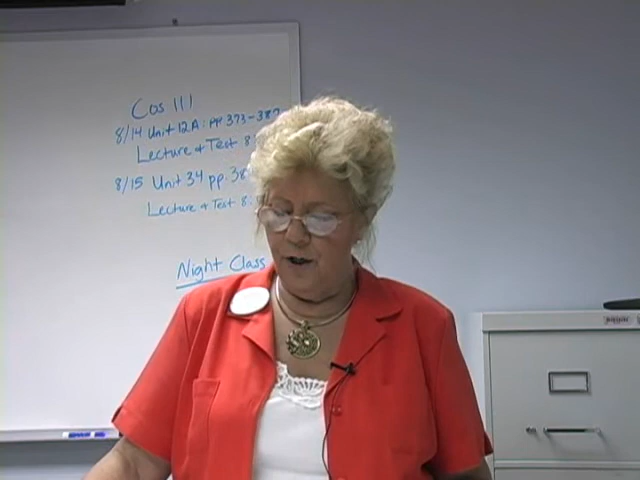 Cos 111
8/14 Unit 12A: pp 373-387
Lecture + Test 8
8/15 Unit 34 pp. 38
Lecture + Test 8:
Night Class